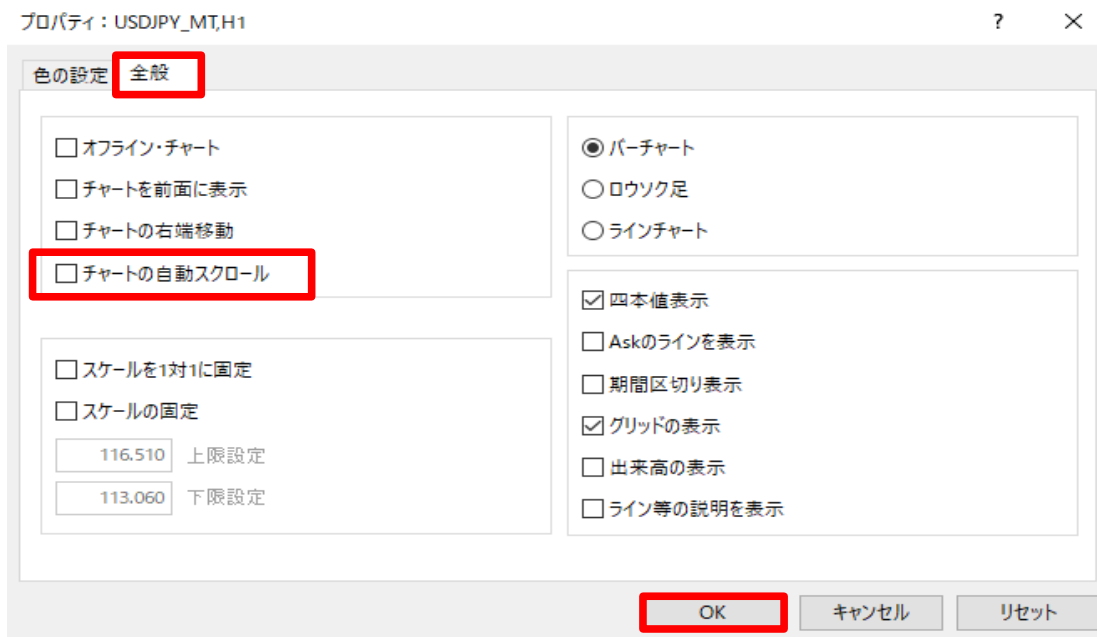 プロパティ：USDJPY_MT,H1
?
色の設定 全般
オフライン・チャート
チャートを前面に表示
チャートの右端移動
チャートの自動スクロール
スケールを1対1に固定
スケールの固定
116.510 上限設定
113.060 下限設定
バーチャート
ロウソク足
ラインチャート
四本値表示
Askのラインを表示
期間区切り表示
グリッドの表示
出来高の表示
ライン等の説明を表示
OK キャンセル リセット